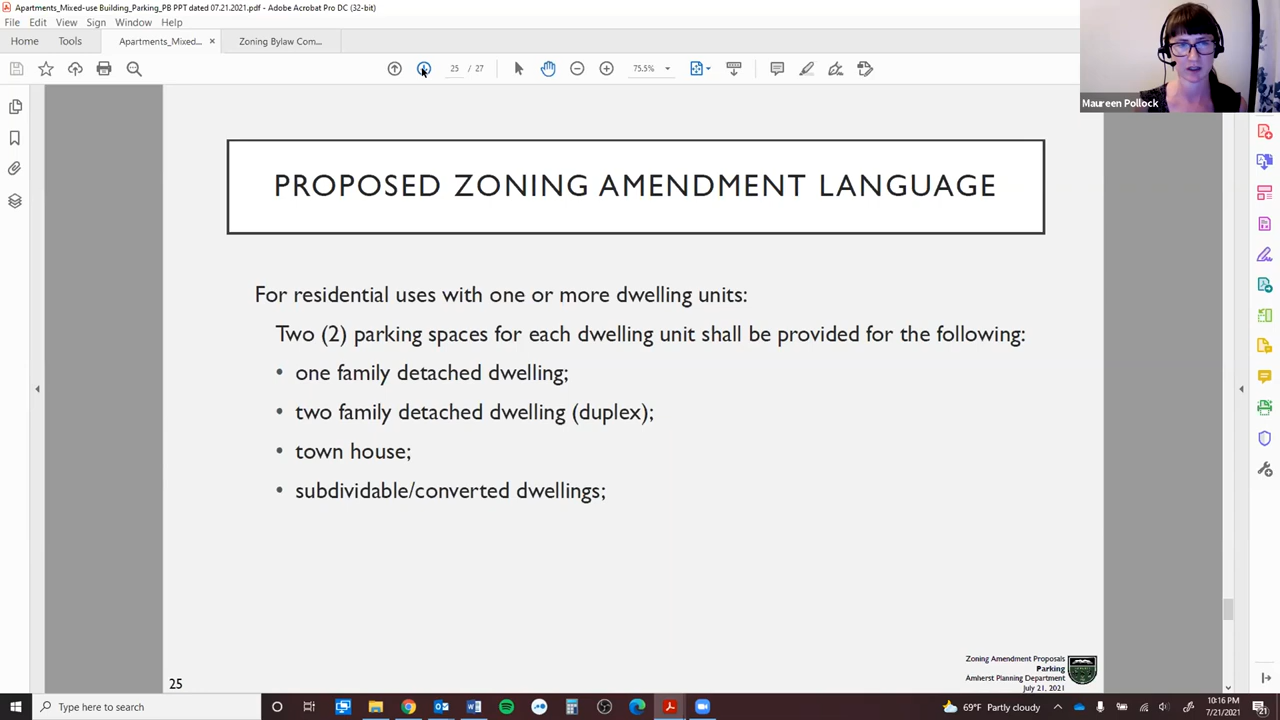 Apartments_Mixed-use Building_Parking_PB PPT dated 07.21.2021.pdf - Adobe Acrobat Pro DC (32-bit)
File Edit View Sign Window Help
Home Tools Apartments_Mixed... × Zoning Bylaw Com...
25 / 27 75.5%
Maureen Pollock
PROPOSED ZONING AMENDMENT LANGUAGE
For residential uses with one or more dwelling units:
Two (2) parking spaces for each dwelling unit shall be provided for the following:
• one family detached dwelling;
• two family detached dwelling (duplex);
• town house;
• subdividable/converted dwellings;
Zoning Amendment Proposals
Parking
Amherst Planning Department
July 21, 2021
25
Type here to search
69°F Partly cloudy
10:16 PM
7/21/2021
21